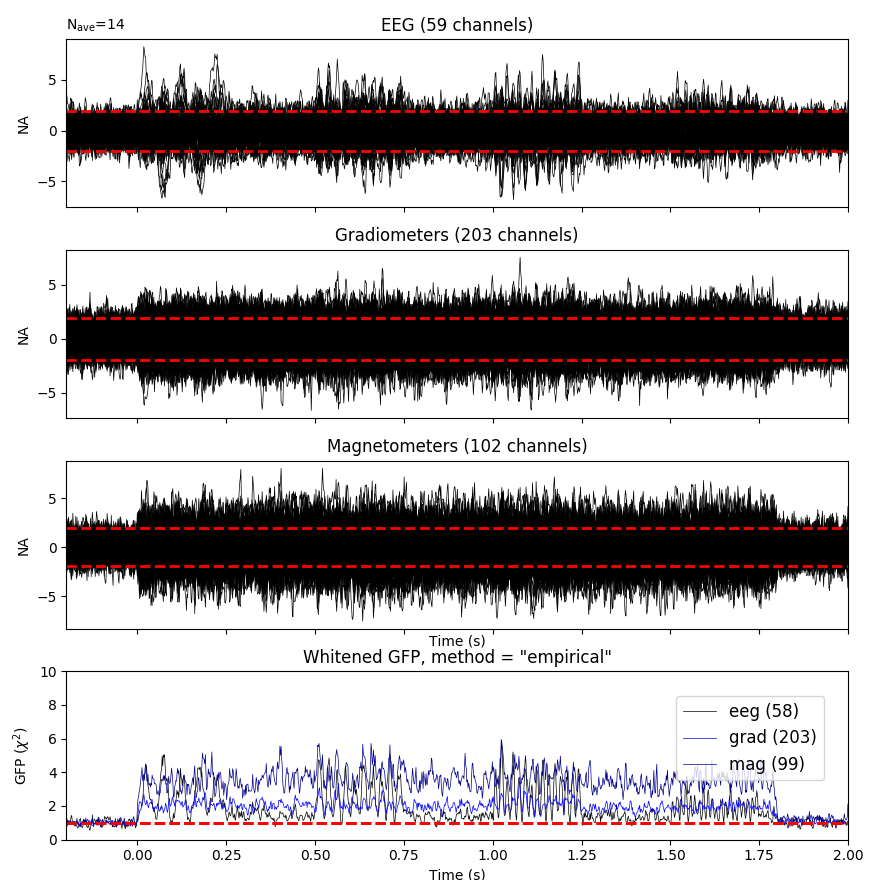 N_ave=14
EEG (59 channels)
5
0
−5
NA
Gradiometers (203 channels)
5
0
−5
NA
Magnetometers (102 channels)
5
0
−5
NA
Time (s)
Whitened GFP, method = "empirical"
10
8
6
4
2
0
GFP (χ²)
eeg (58)
grad (203)
mag (99)
0.00 0.25 0.50 0.75 1.00 1.25 1.50 1.75 2.00
Time (s)